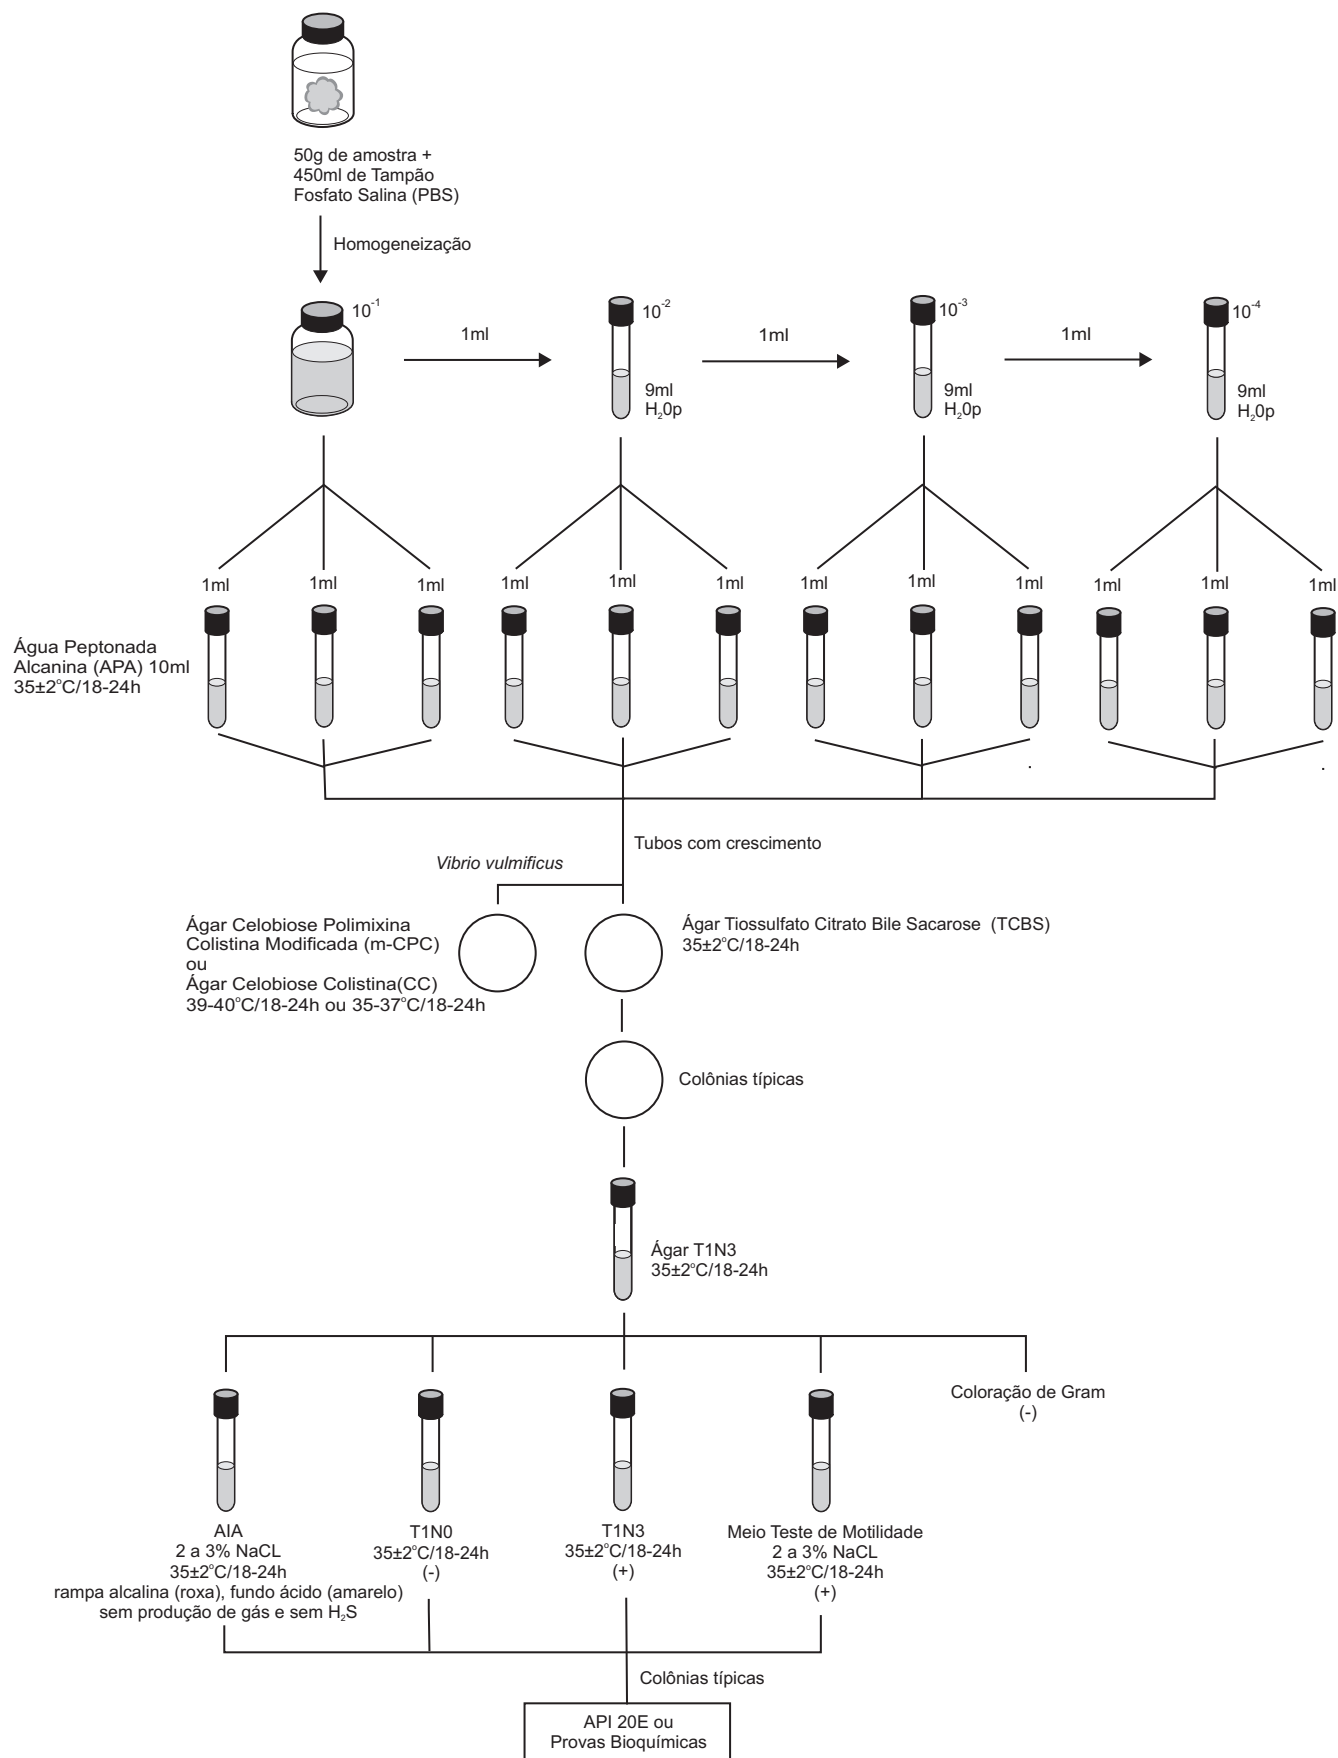 50g de amostra +
450ml de Tampão
Fosfato Salina (PBS)
Homogeneização
10⁻¹
1ml
10⁻²
9ml
H₂0p
1ml
10⁻³
9ml
H₂0p
1ml
10⁻⁴
9ml
H₂0p
1ml
1ml
1ml
1ml
1ml
1ml
1ml
1ml
1ml
1ml
1ml
1ml
Água Peptonada
Alcanina (APA) 10ml
35±2°C/18-24h
Tubos com crescimento
Vibrio vulmificus
Ágar Celobiose Polimixina
Colistina Modificada (m-CPC)
ou
Ágar Celobiose Colistina(CC)
39-40°C/18-24h ou 35-37°C/18-24h
Ágar Tiossulfato Citrato Bile Sacarose (TCBS)
35±2°C/18-24h
Colônias típicas
Ágar T1N3
35±2°C/18-24h
Coloração de Gram
(-)
AIA
2 a 3% NaCL
35±2°C/18-24h
rampa alcalina (roxa), fundo ácido (amarelo)
sem produção de gás e sem H₂S
T1N0
35±2°C/18-24h
(-)
T1N3
35±2°C/18-24h
(+)
Meio Teste de Motilidade
2 a 3% NaCL
35±2°C/18-24h
(+)
Colônias típicas
API 20E ou
Provas Bioquímicas